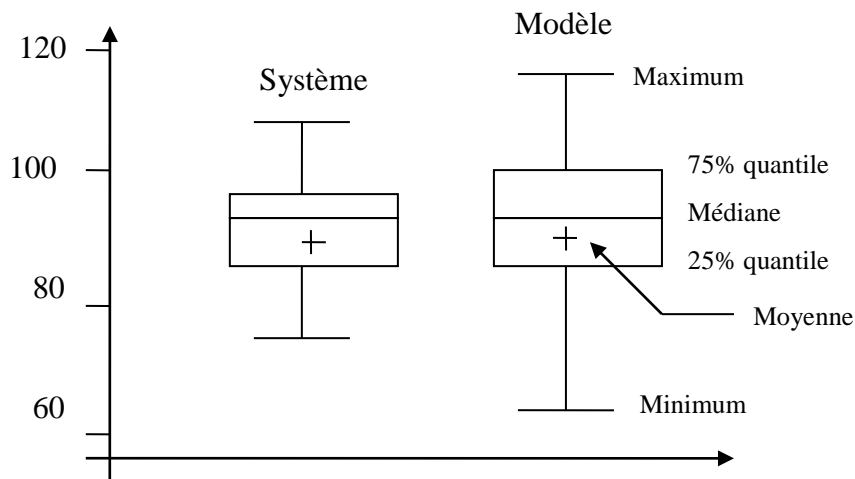 Modèle
120
Système
Maximum
100
75% quantile
Médiane
25% quantile
80
Moyenne
60
Minimum